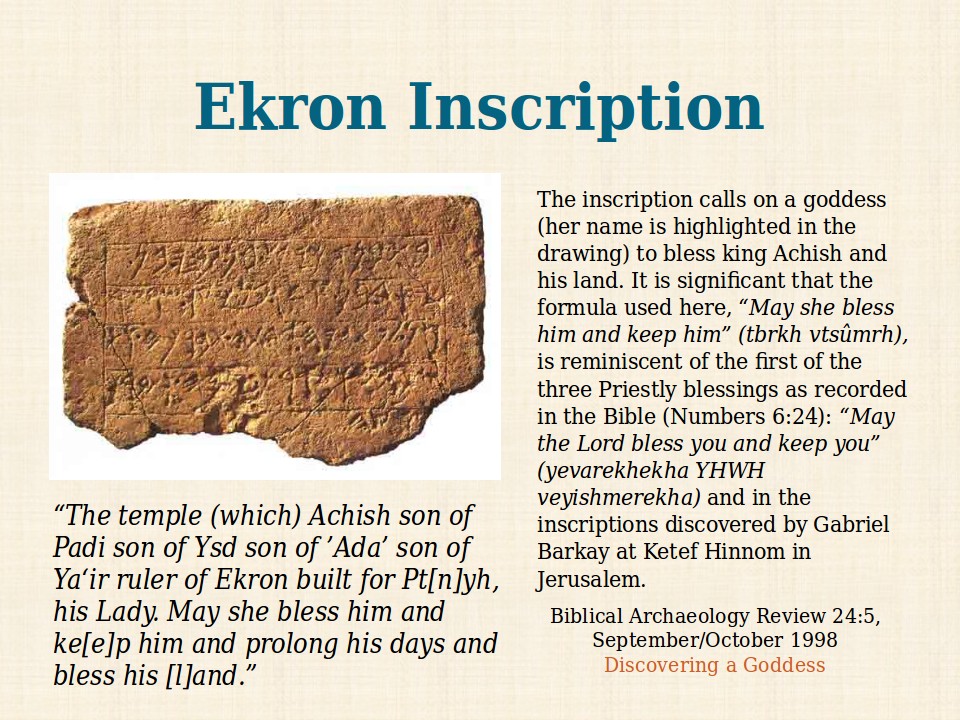 Ekron Inscription
The inscription calls on a goddess
(her name is highlighted in the
drawing) to bless king Achish and
his land. It is significant that the
formula used here, “May she bless
him and keep him” (tbrkh vtsûmrh),
is reminiscent of the first of the
three Priestly blessings as recorded
in the Bible (Numbers 6:24): “May
the Lord bless you and keep you”
(yevarekhekha YHWH
veyishmerekha) and in the
inscriptions discovered by Gabriel
Barkay at Ketef Hinnom in
Jerusalem.
Biblical Archaeology Review 24:5,
September/October 1998
Discovering a Goddess
“The temple (which) Achish son of
Padi son of Ysd son of ’Ada’ son of
Ya‘ir ruler of Ekron built for Pt[n]yh,
his Lady. May she bless him and
ke[e]p him and prolong his days and
bless his [l]and.”